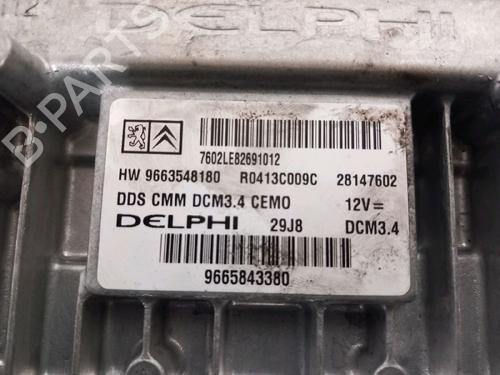 DELPHI
B-PARTS
7602LE82691012
HW 9663548180 R0413C009C 28147602
DDS CMM DCM3.4 CEMO 12V=
DELPHI 29J8 DCM3.4
9665843380